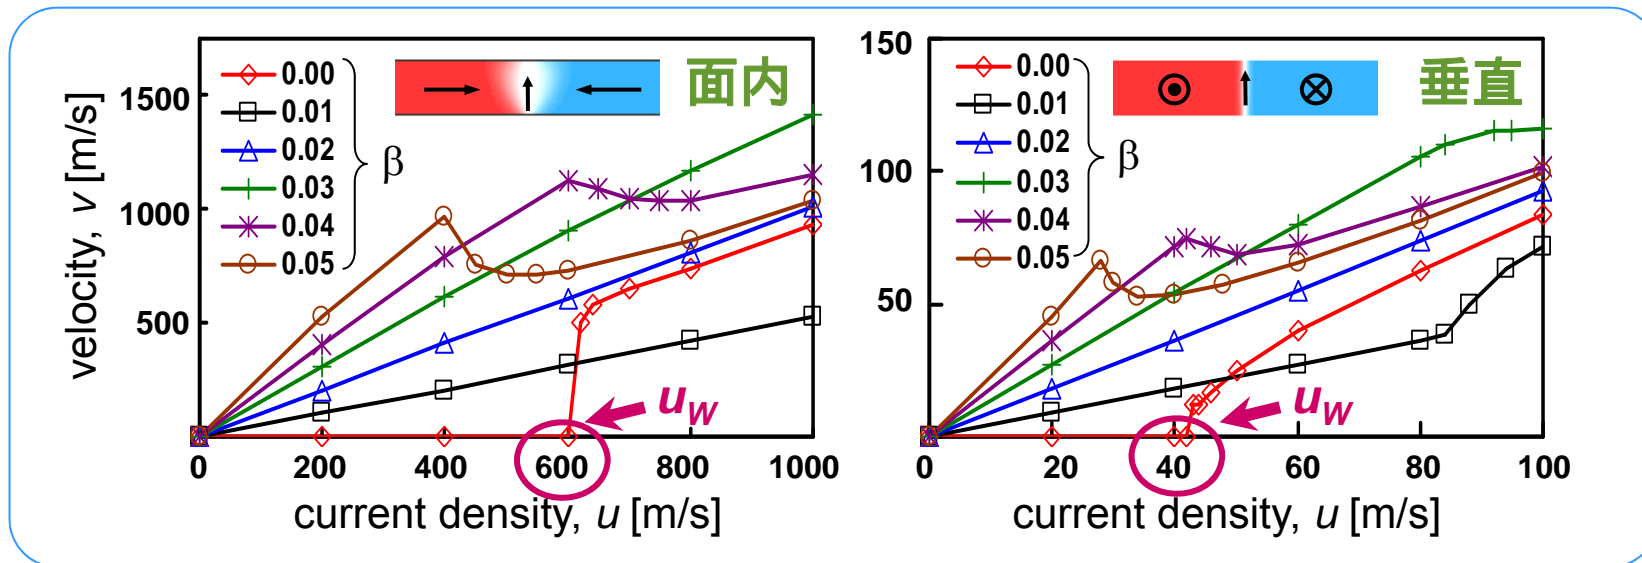 velocity, v [m/s]
1500
1000
500
0.00
0.01
0.02
0.03
0.04
0.05
β
面内
u_W
0 200 400 600 800 1000
current density, u [m/s]
150
100
50
0.00
0.01
0.02
0.03
0.04
0.05
β
垂直
u_W
0 20 40 60 80 100
current density, u [m/s]